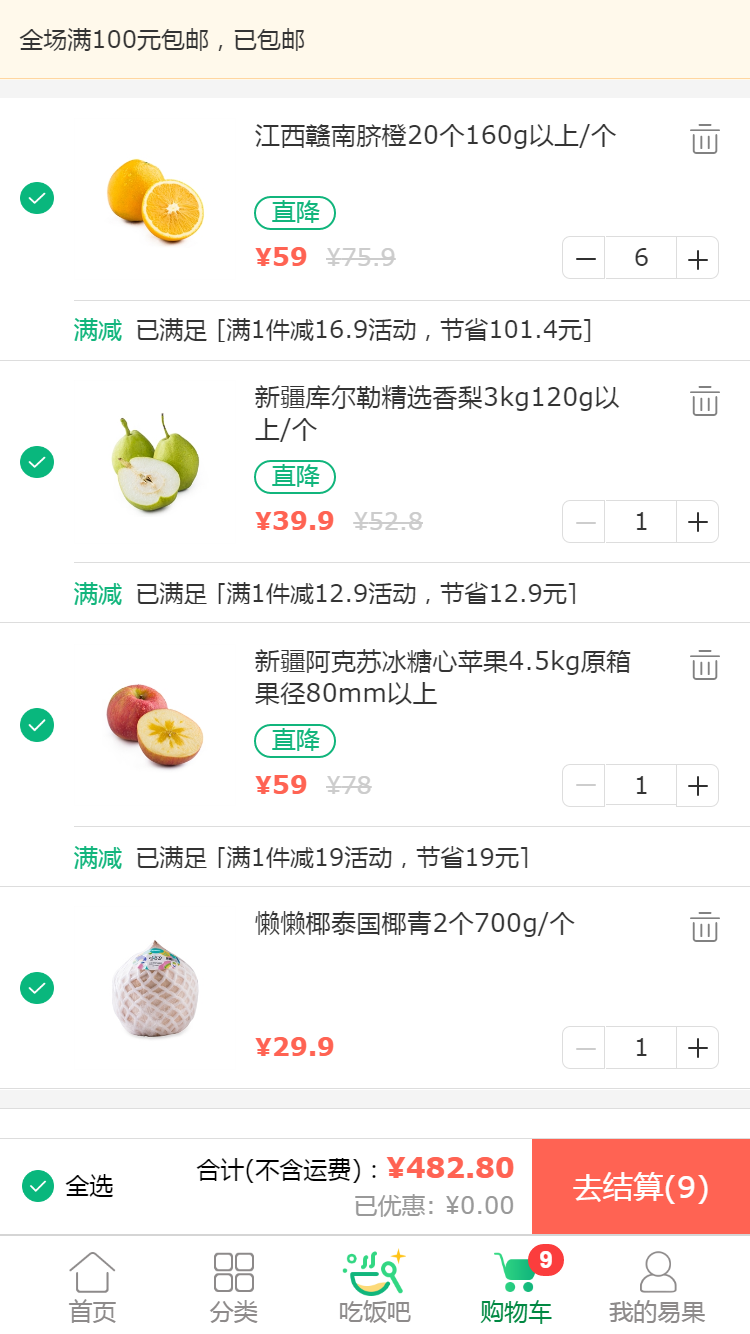 全场满100元包邮，已包邮
江西赣南脐橙20个160g以上/个
直降
¥59 ¥75.9
6
满减 已满足 [满1件减16.9活动，节省101.4元]
新疆库尔勒精选香梨3kg120g以
上/个
直降
¥39.9 ¥52.8
1
满减 已满足 [满1件减12.9活动，节省12.9元]
新疆阿克苏冰糖心苹果4.5kg原箱
果径80mm以上
直降
¥59 ¥78
1
满减 已满足 [满1件减19活动，节省19元]
懒懒椰泰国椰青2个700g/个
¥29.9
1
全选
合计(不含运费)：¥482.80
已优惠: ¥0.00
去结算(9)
9
首页 分类 吃饭吧 购物车 我的易果